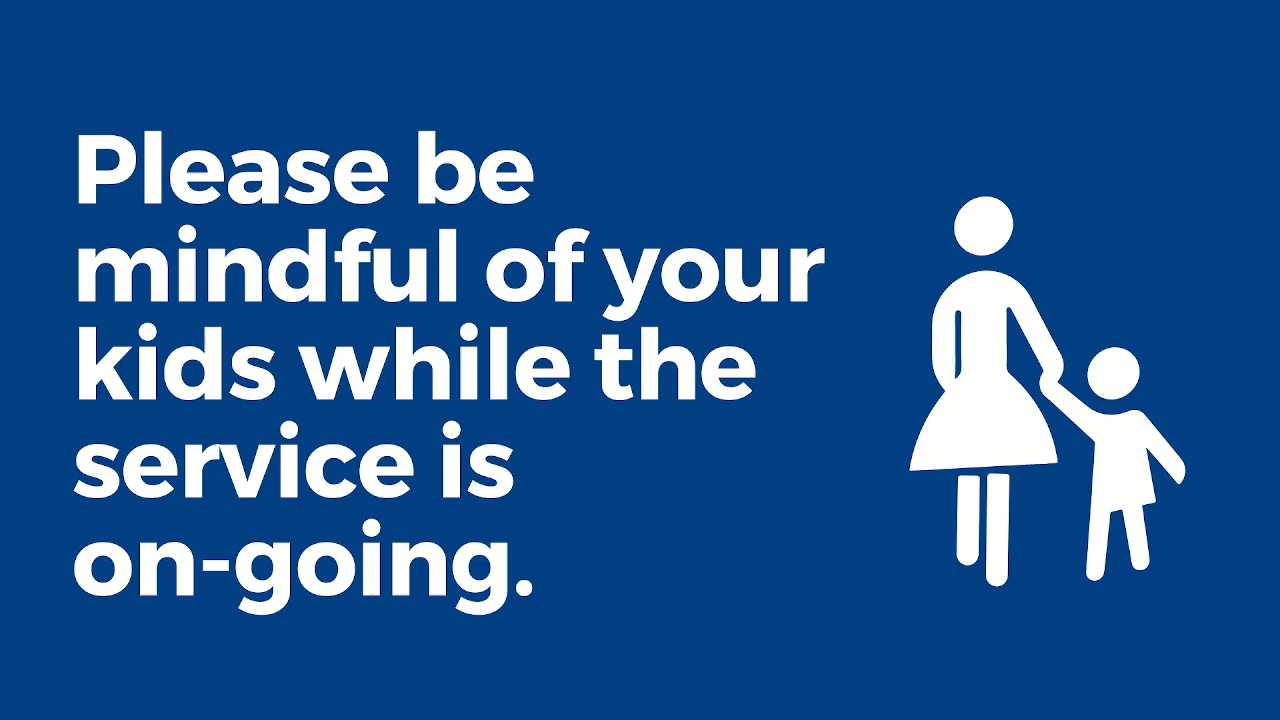 Please be
mindful of your
kids while the
service is
on-going.